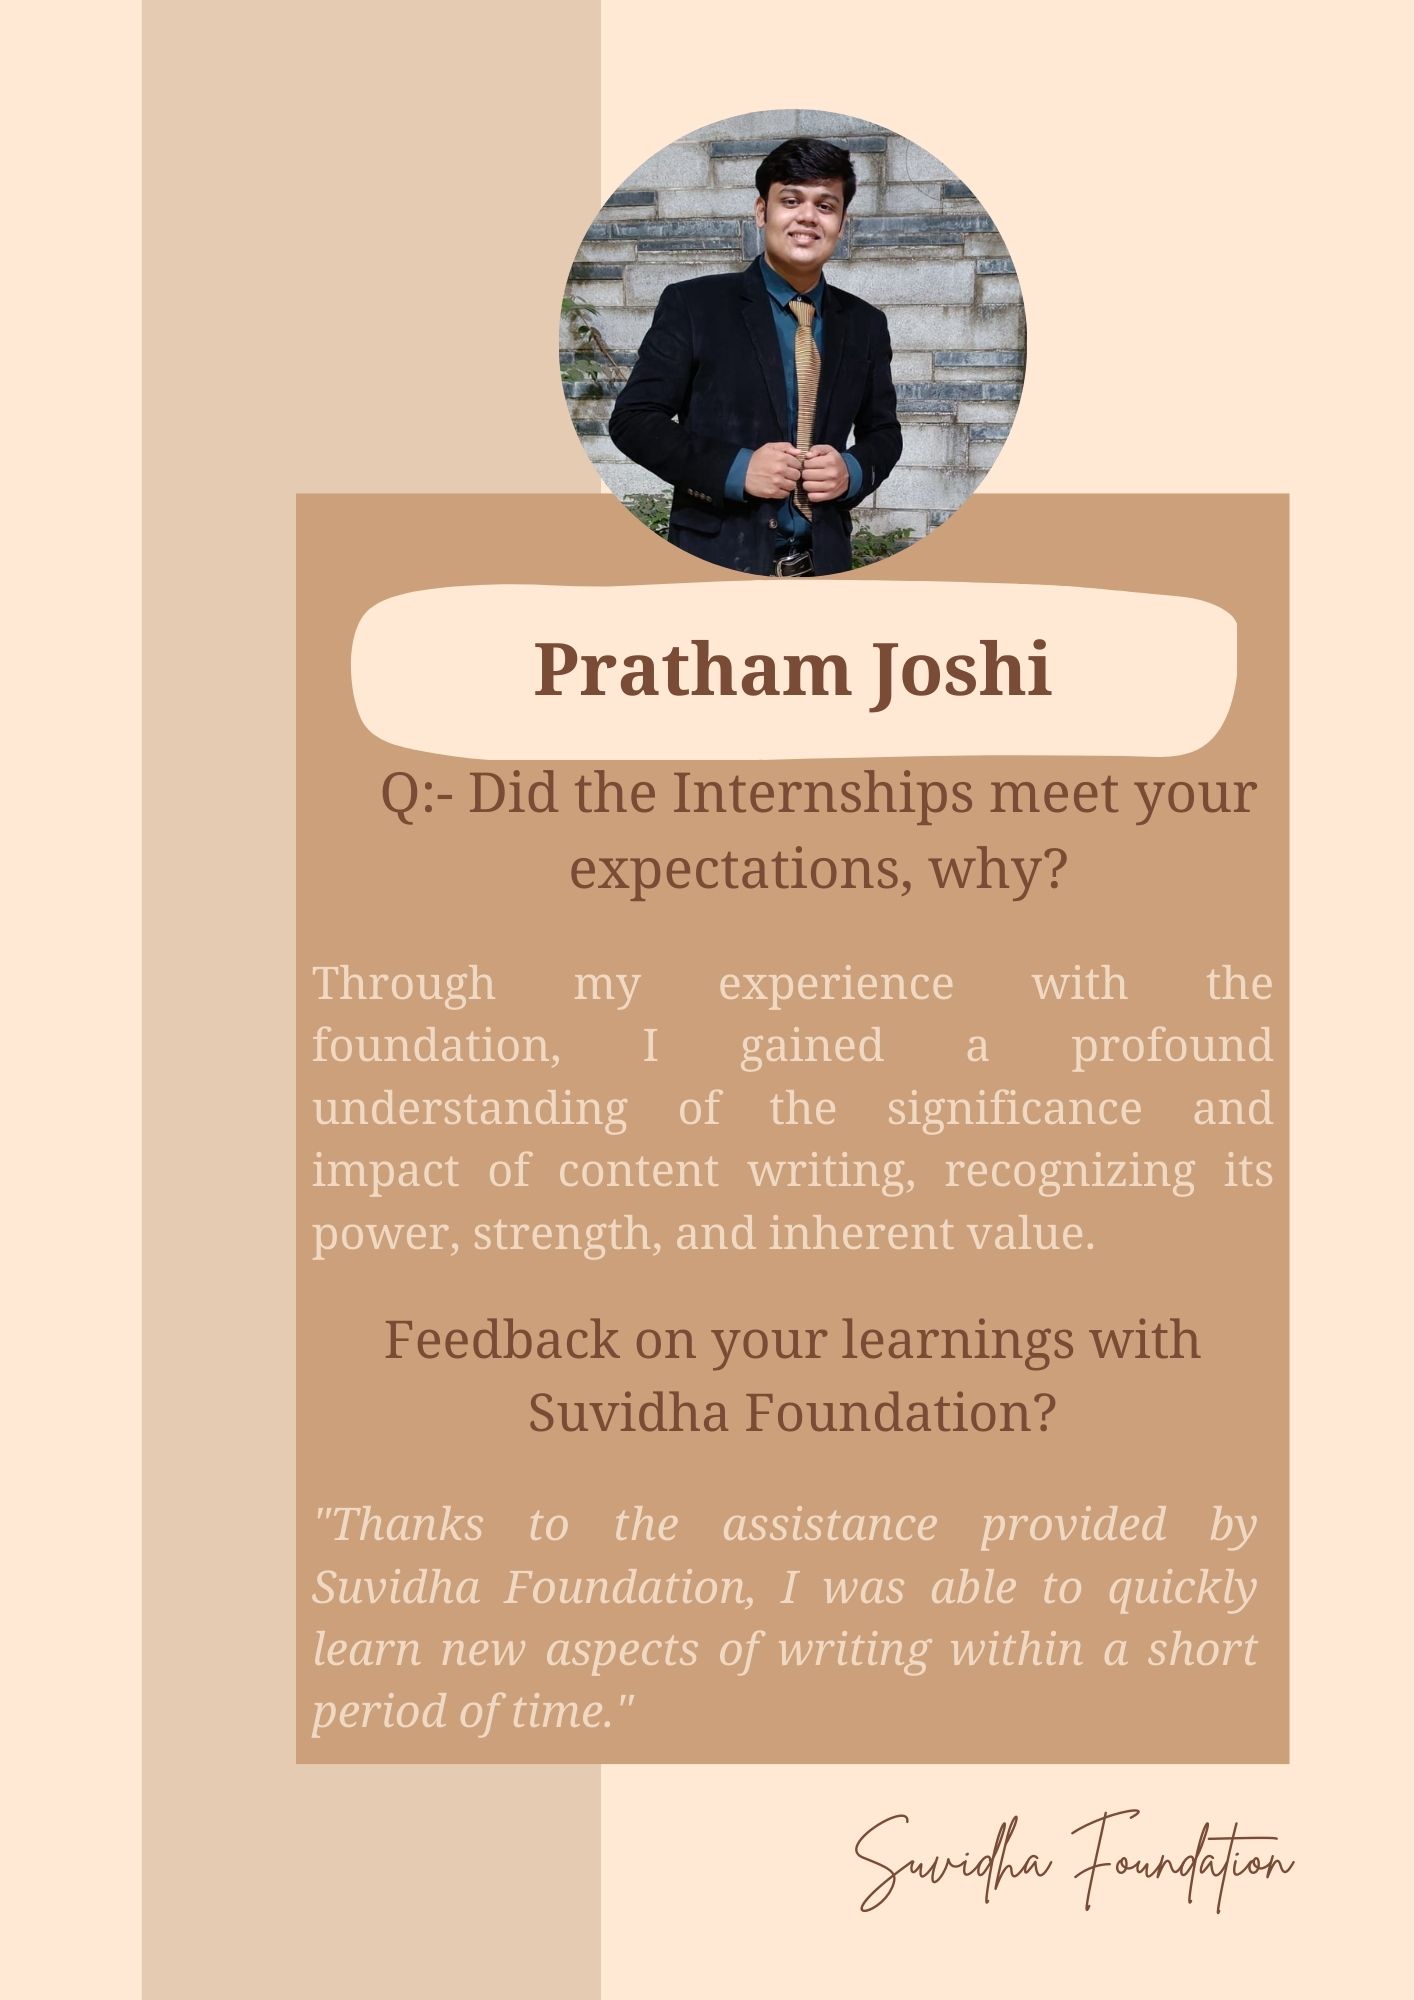 Pratham Joshi
Q:- Did the Internships meet your
expectations, why?
Through my experience with the
foundation, I gained a profound
understanding of the significance and
impact of content writing, recognizing its
power, strength, and inherent value.
Feedback on your learnings with
Suvidha Foundation?
"Thanks to the assistance provided by
Suvidha Foundation, I was able to quickly
learn new aspects of writing within a short
period of time."
Suvidha Foundation